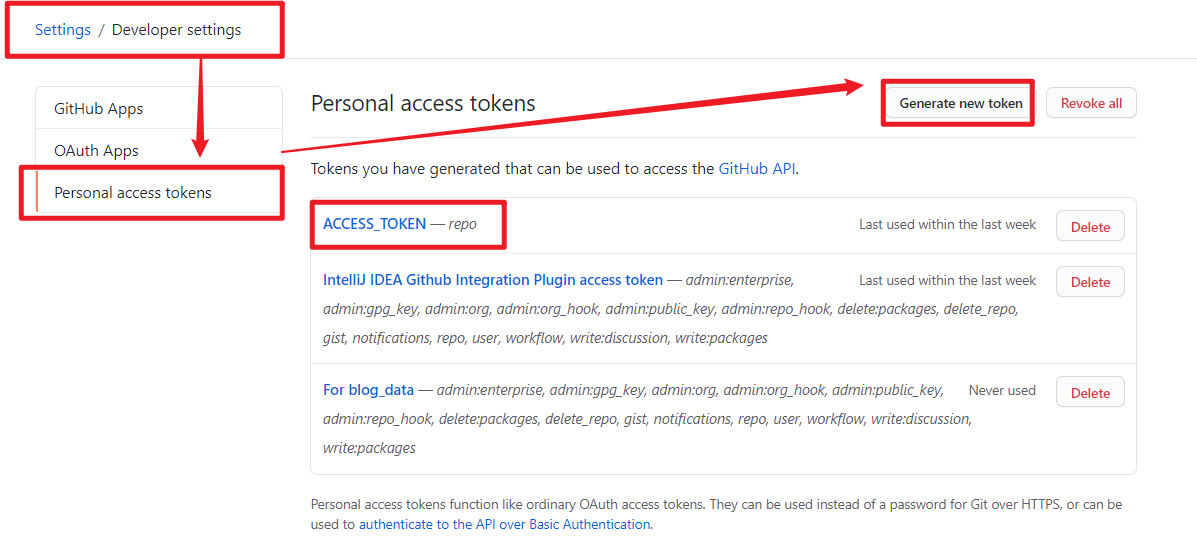 Settings / Developer settings
GitHub Apps
OAuth Apps
Personal access tokens
Personal access tokens
Generate new token
Revoke all
Tokens you have generated that can be used to access the GitHub API.
ACCESS_TOKEN — repo
Last used within the last week
Delete
IntelliJ IDEA Github Integration Plugin access token — admin:enterprise,
admin:gpg_key, admin:org, admin:org_hook, admin:public_key, admin:repo_hook, delete:packages, delete_repo,
gist, notifications, repo, user, workflow, write:discussion, write:packages
Last used within the last week
Delete
For blog_data — admin:enterprise, admin:gpg_key, admin:org, admin:org_hook, admin:public_key,
admin:repo_hook, delete:packages, delete_repo, gist, notifications, repo, user, workflow, write:discussion,
write:packages
Never used
Delete
Personal access tokens function like ordinary OAuth access tokens. They can be used instead of a password for Git over HTTPS, or can be
used to authenticate to the API over Basic Authentication.